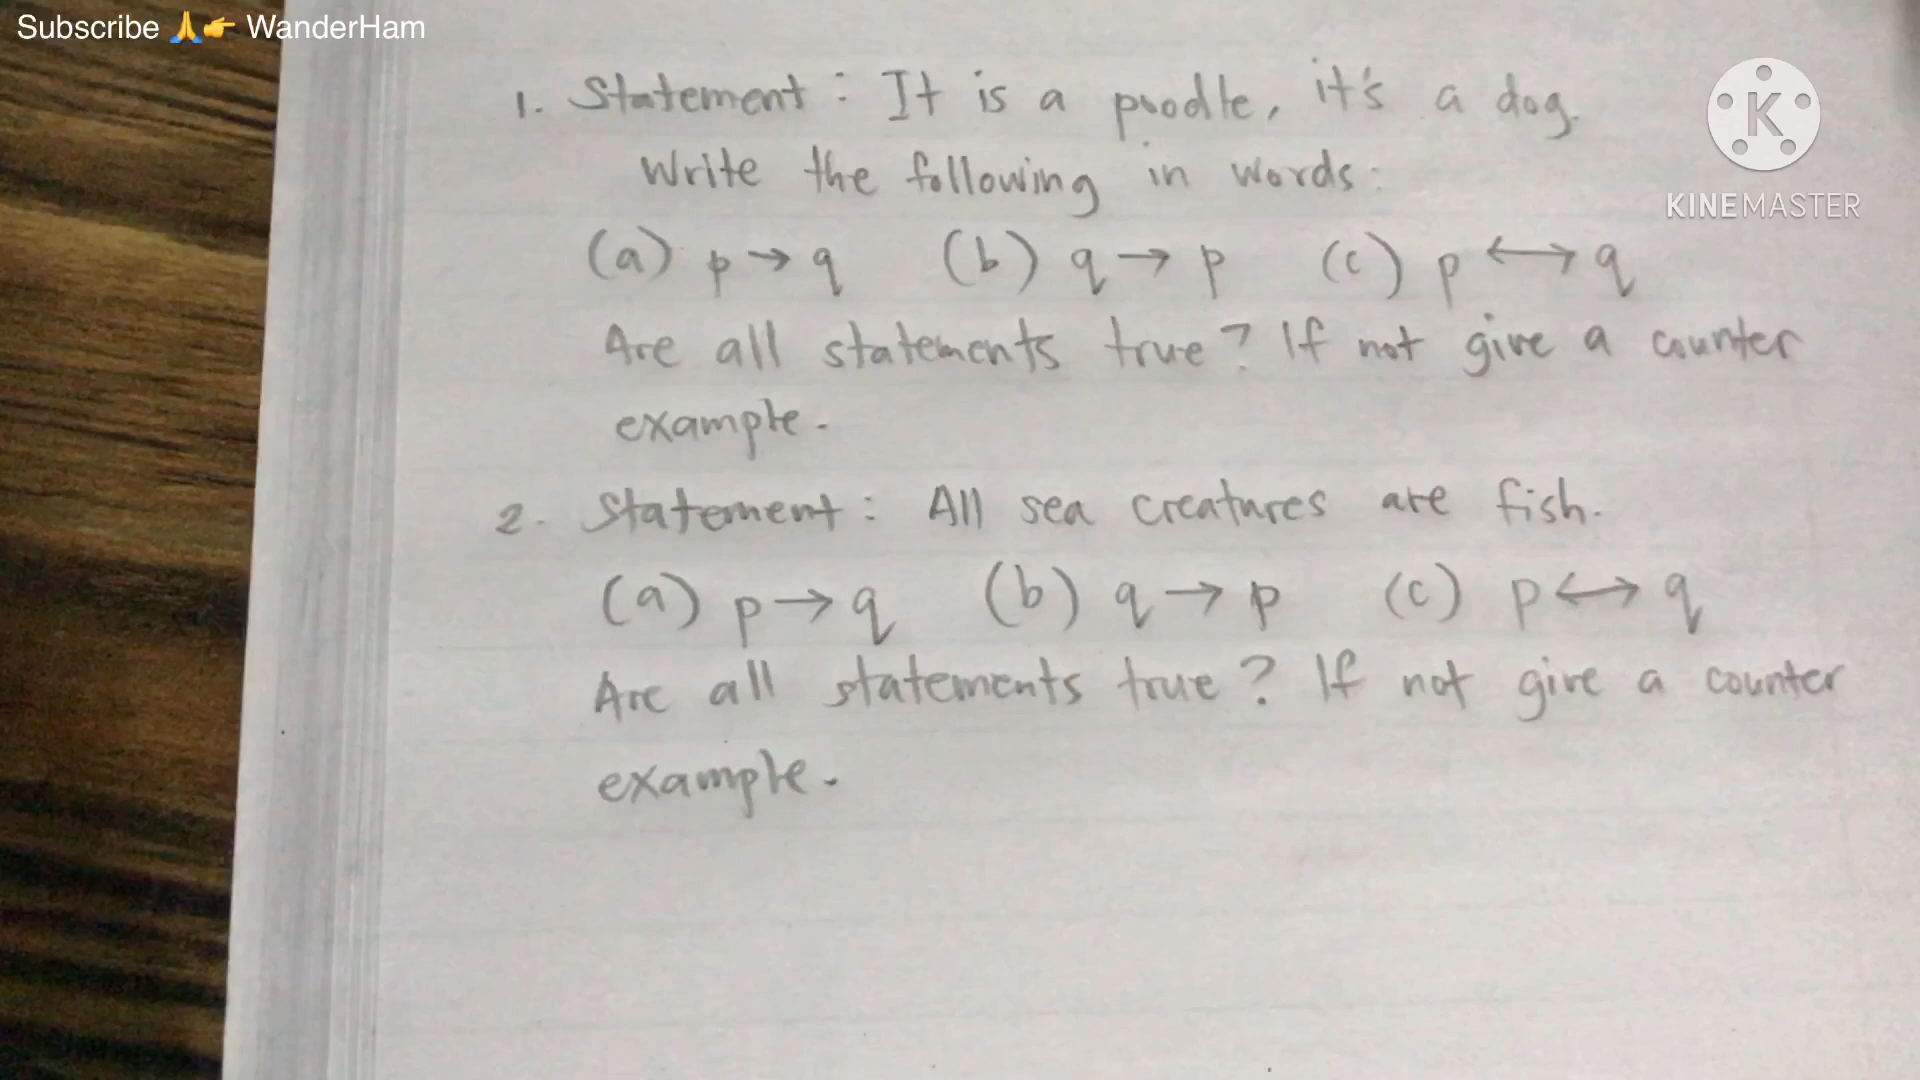 Subscribe 🙏👉 WanderHam
1. Statement: It is a poodle, it's a dog.
Write the following in words:
(a) p → q (b) q → p (c) p ↔ q
Are all statements true? If not give a counter
example.
2. Statement: All sea creatures are fish.
(a) p → q (b) q → p (c) p ↔ q
Are all statements true? If not give a counter
example.
K
KINEMASTER